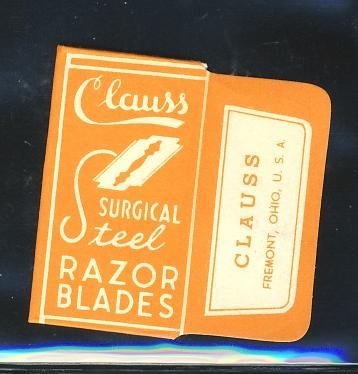 Clauss
SURGICAL
Steel
RAZOR
BLADES
CLAUSS
FREMONT, OHIO, U. S. A.